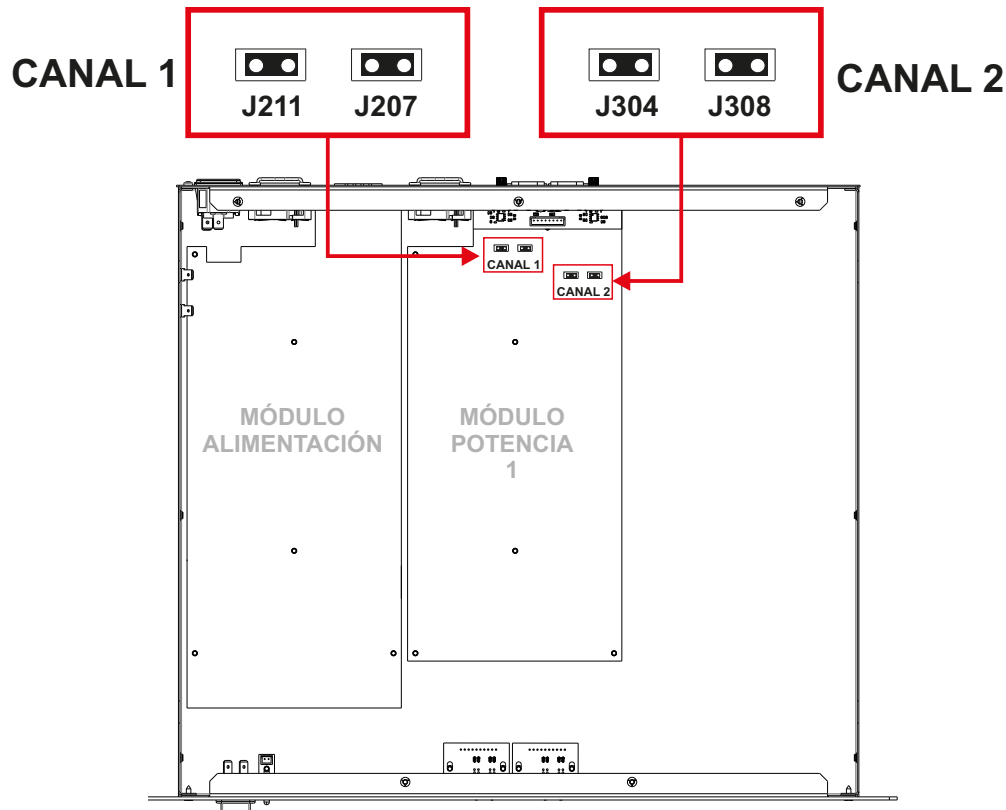 CANAL 1
J211
J207
J304
J308
CANAL 2
CANAL 1
CANAL 2
MÓDULO
ALIMENTACIÓN
MÓDULO
POTENCIA
1